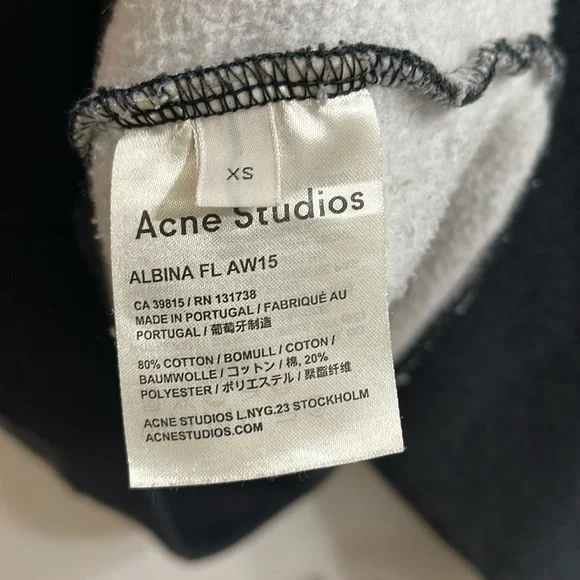 XS
Acne Studios
ALBINA FL AW15
CA 39815 / RN 131738
MADE IN PORTUGAL / FABRIQUÉ AU
PORTUGAL / 葡萄牙制造
80% COTTON / BOMULL / COTON /
BAUMWOLLE / コットン / 棉, 20%
POLYESTER / ポリエステル / 聚酯纤维
ACNE STUDIOS L.NYG.23 STOCKHOLM
ACNESTUDIOS.COM